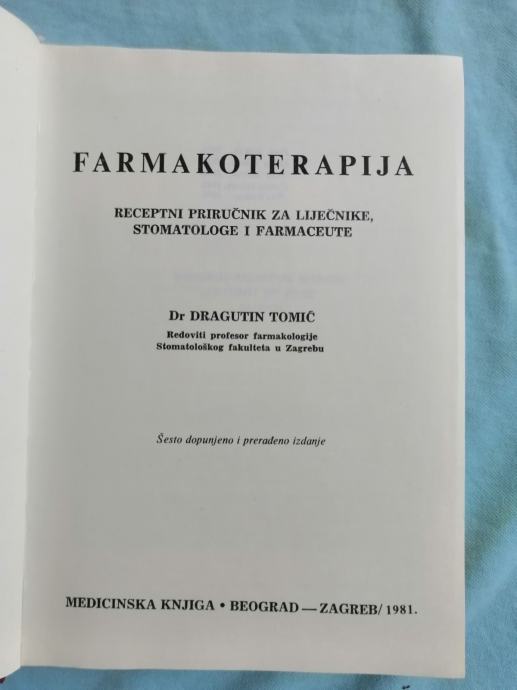 FARMAKOTERAPIJA
RECEPTNI PRIRUČNIK ZA LIJEČNIKE,
STOMATOLOGE I FARMACEUTE
Dr DRAGUTIN TOMIČ
Redoviti profesor farmakologije
Stomatološkog fakulteta u Zagrebu
Šesto dopunjeno i prerađeno izdanje
MEDICINSKA KNJIGA • BEOGRAD — ZAGREB/ 1981.